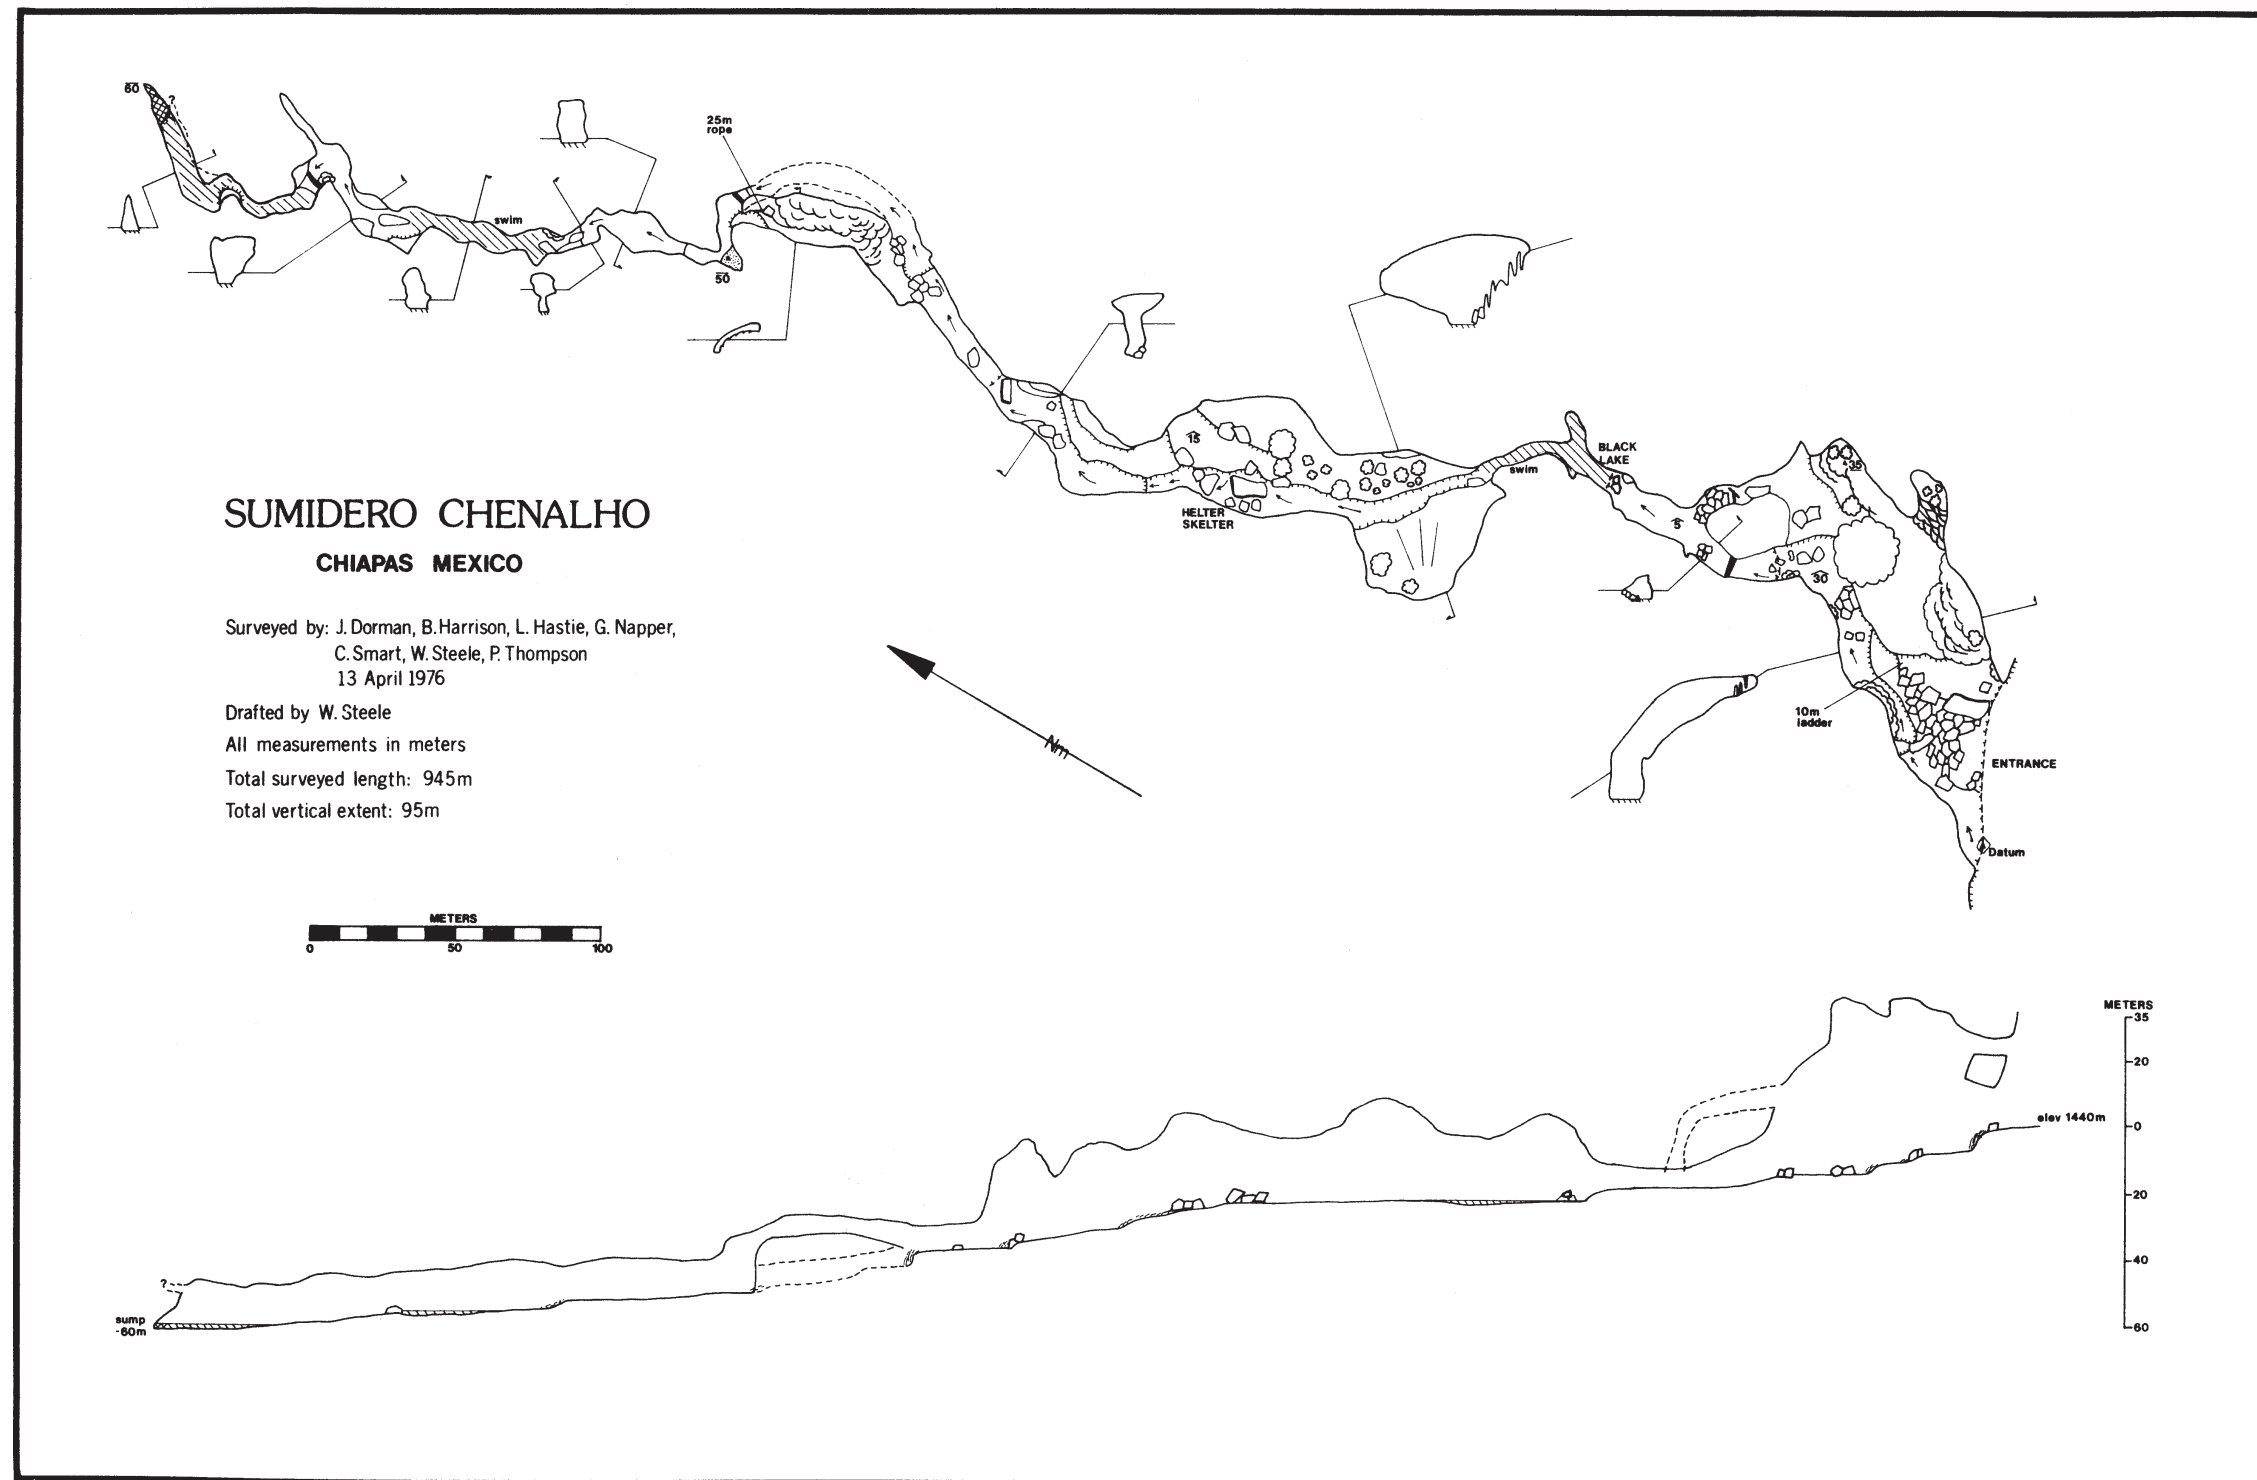 60
?
25m
rope
swim
50
15
HELTER
SKELTER
swim
BLACK
LAKE
5
35
30
10m
ladder
ENTRANCE
Datum
Nm
SUMIDERO CHENALHO
CHIAPAS MEXICO
Surveyed by: J. Dorman, B. Harrison, L. Hastie, G. Napper,
C. Smart, W. Steele, P. Thompson
13 April 1976
Drafted by W. Steele
All measurements in meters
Total surveyed length: 945m
Total vertical extent: 95m
METERS
0 50 100
METERS
35
20
elev 1440m
0
20
40
60
?
sump
-60m